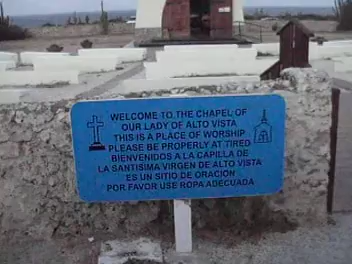 WELCOME TO THE CHAPEL OF
OUR LADY OF ALTO VISTA
THIS IS A PLACE OF WORSHIP
PLEASE BE PROPERLY AT TIRED
BIENVENIDOS A LA CAPILLA DE
LA SANTISIMA VIRGEN DE ALTO VISTA
ES UN SITIO DE ORACION
POR FAVOR USE ROPA ADECUADA